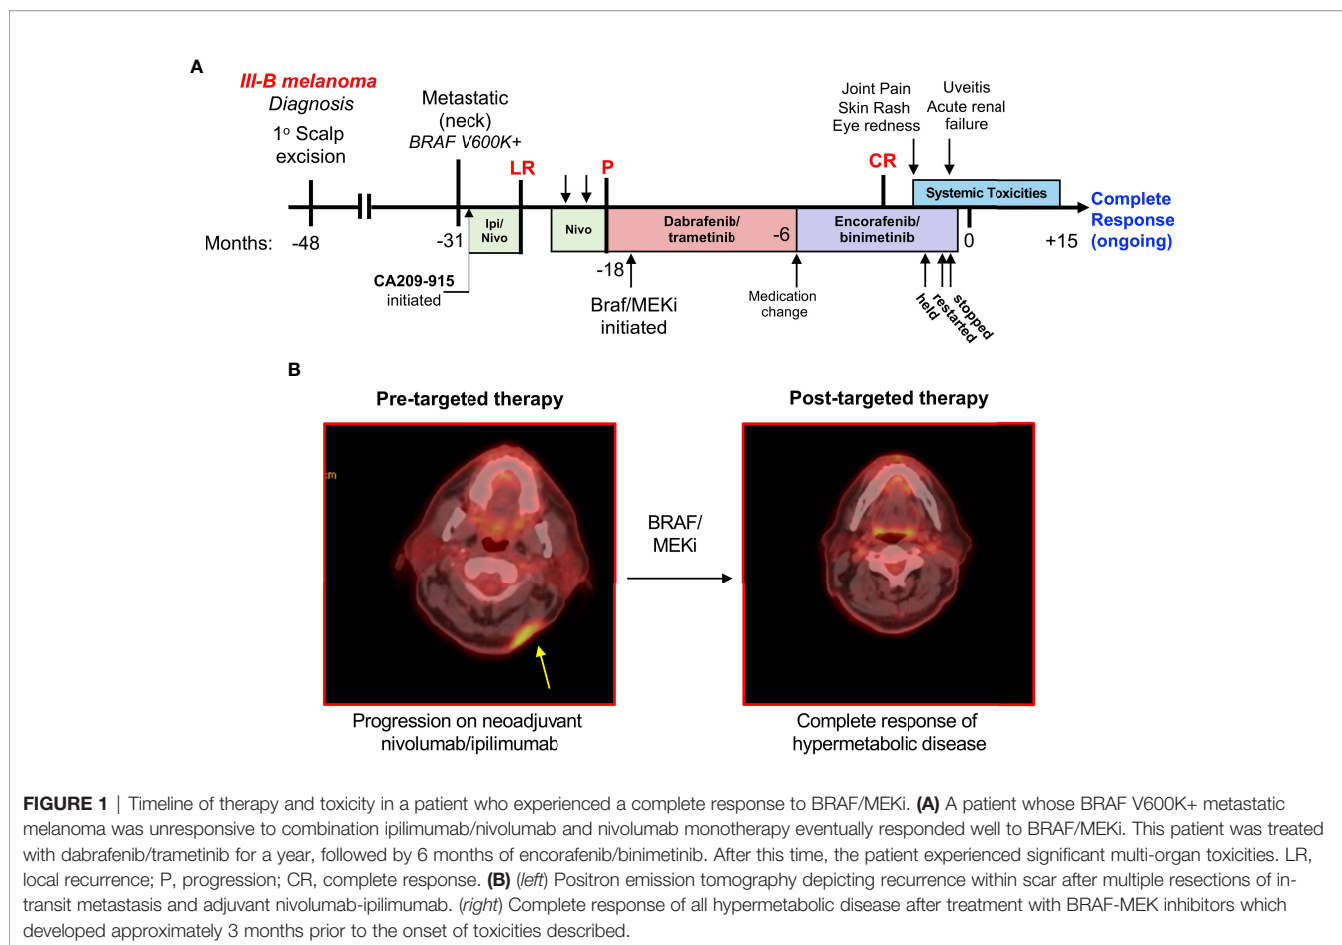 A
III-B melanoma
Diagnosis
1º Scalp
excision
Metastatic
(neck)
BRAF V600K+
LR
P
CR
Joint Pain
Skin Rash
Eye redness
Uveitis
Acute renal
failure
Systemic Toxicities
Complete
Response
(ongoing)
Ipi/
Nivo
Nivo
Dabrafenib/
trametinib
-6
Encorafenib/
binimetinib
Months:
-48
-31
-18
0
+15
CA209-915
initiated
Braf/MEKi
initiated
Medication
change
held
restarted
stopped
B
Pre-targeted therapy
Post-targeted therapy
cm
BRAF/
MEKi
Progression on neoadjuvant
nivolumab/ipilimumab
Complete response of
hypermetabolic disease
FIGURE 1 | Timeline of therapy and toxicity in a patient who experienced a complete response to BRAF/MEKi. (A) A patient whose BRAF V600K+ metastatic
melanoma was unresponsive to combination ipilimumab/nivolumab and nivolumab monotherapy eventually responded well to BRAF/MEKi. This patient was treated
with dabrafenib/trametinib for a year, followed by 6 months of encorafenib/binimetinib. After this time, the patient experienced significant multi-organ toxicities. LR,
local recurrence; P, progression; CR, complete response. (B) (left) Positron emission tomography depicting recurrence within scar after multiple resections of in-
transit metastasis and adjuvant nivolumab-ipilimumab. (right) Complete response of all hypermetabolic disease after treatment with BRAF-MEK inhibitors which
developed approximately 3 months prior to the onset of toxicities described.